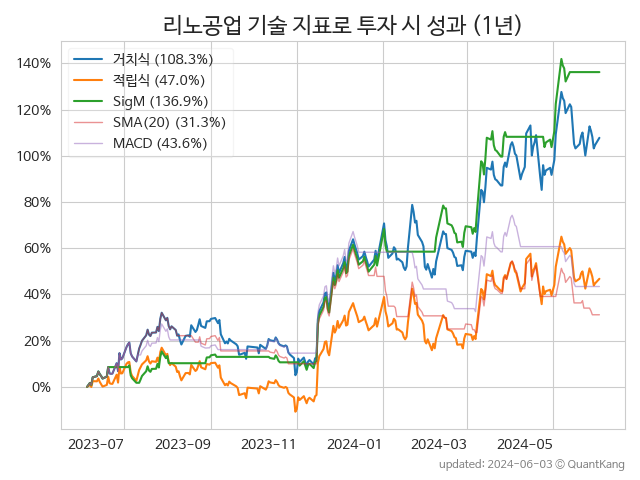 리노공업 기술 지표로 투자 시 성과 (1년)
거치식 (108.3%)
적립식 (47.0%)
SigM (136.9%)
SMA(20) (31.3%)
MACD (43.6%)
140%
120%
100%
80%
60%
40%
20%
0%
2023-07 2023-09 2023-11 2024-01 2024-03 2024-05
updated: 2024-06-03 © QuantKang